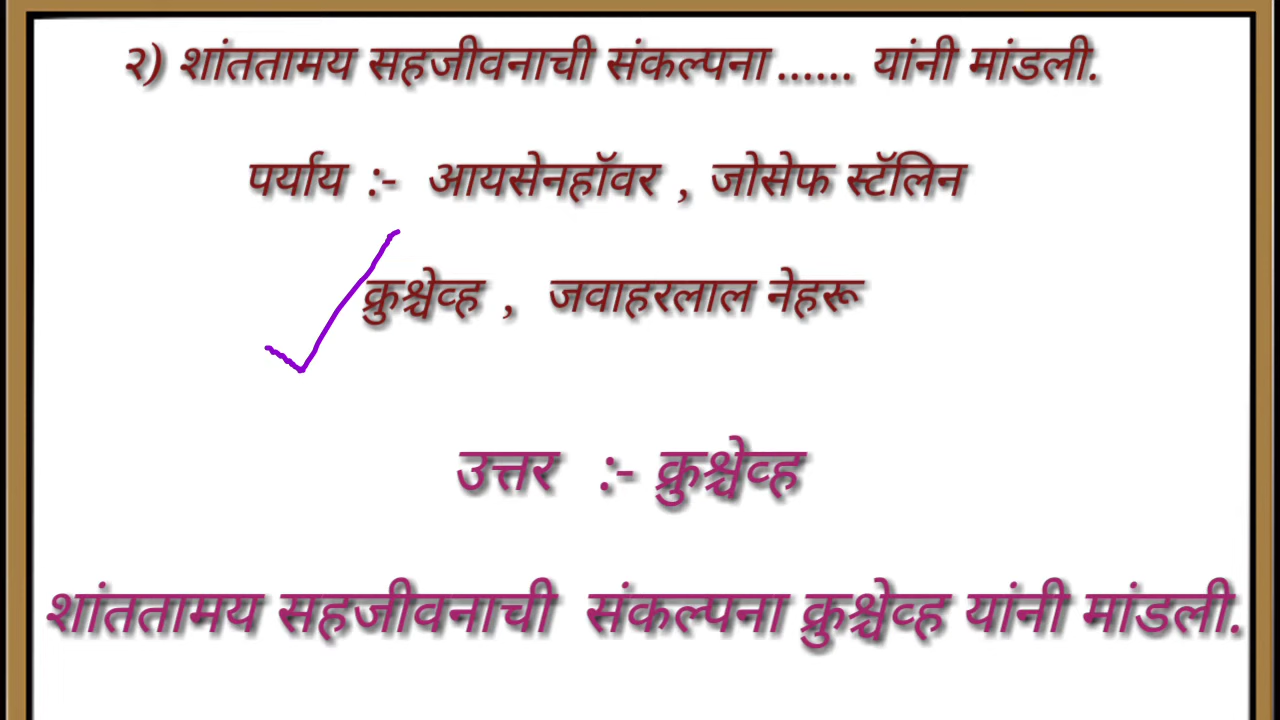 २) शांततामय सहजीवनाची संकल्पना ...... यांनी मांडली.
पर्याय :- आयसेनहॉवर , जोसेफ स्टॅलिन
क्रुश्चेव्ह , जवाहरलाल नेहरू
उत्तर :- क्रुश्चेव्ह
शांततामय सहजीवनाची संकल्पना क्रुश्चेव्ह यांनी मांडली.